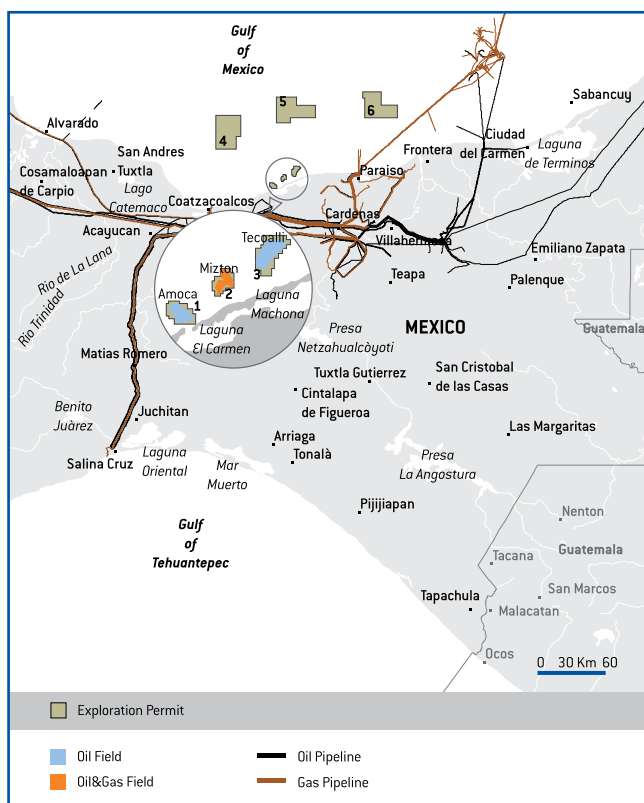 Gulf
of
Mexico
Sabancuy
5
6
4
Alvarado
San Andres
Tuxtla
Cosamaloapan
de Carpio
Lago
Catemaco
Coatzacoalcos
Acayucan
Frontera
Ciudad
del Carmen
Laguna
de Terminos
Paraiso
Cardenas
Villahermosa
Emiliano Zapata
Teapa
Palenque
Rio de La Lana
Rio Trinidad
Tecoalli
3
Mizton
2
Amoca
1
Laguna
Machona
Laguna
El Carmen
Presa
Netzahualcòyoti
MEXICO
Guatemala
Matias Romero
Tuxtla Gutierrez
San Cristobal
de las Casas
Cintalapa
de Figueroa
Benito
Juàrez
Juchitan
Las Margaritas
Arriaga
Tonalà
Salina Cruz
Laguna
Oriental
Mar
Muerto
Presa
La Angostura
Pijijiapan
Gulf
of
Tehuantepec
Nenton
Guatemala
Tacana
San Marcos
Tapachula
Malacatan
Ocos
0 30 Km 60
Exploration Permit
Oil Field
Oil Pipeline
Oil&Gas Field
Gas Pipeline